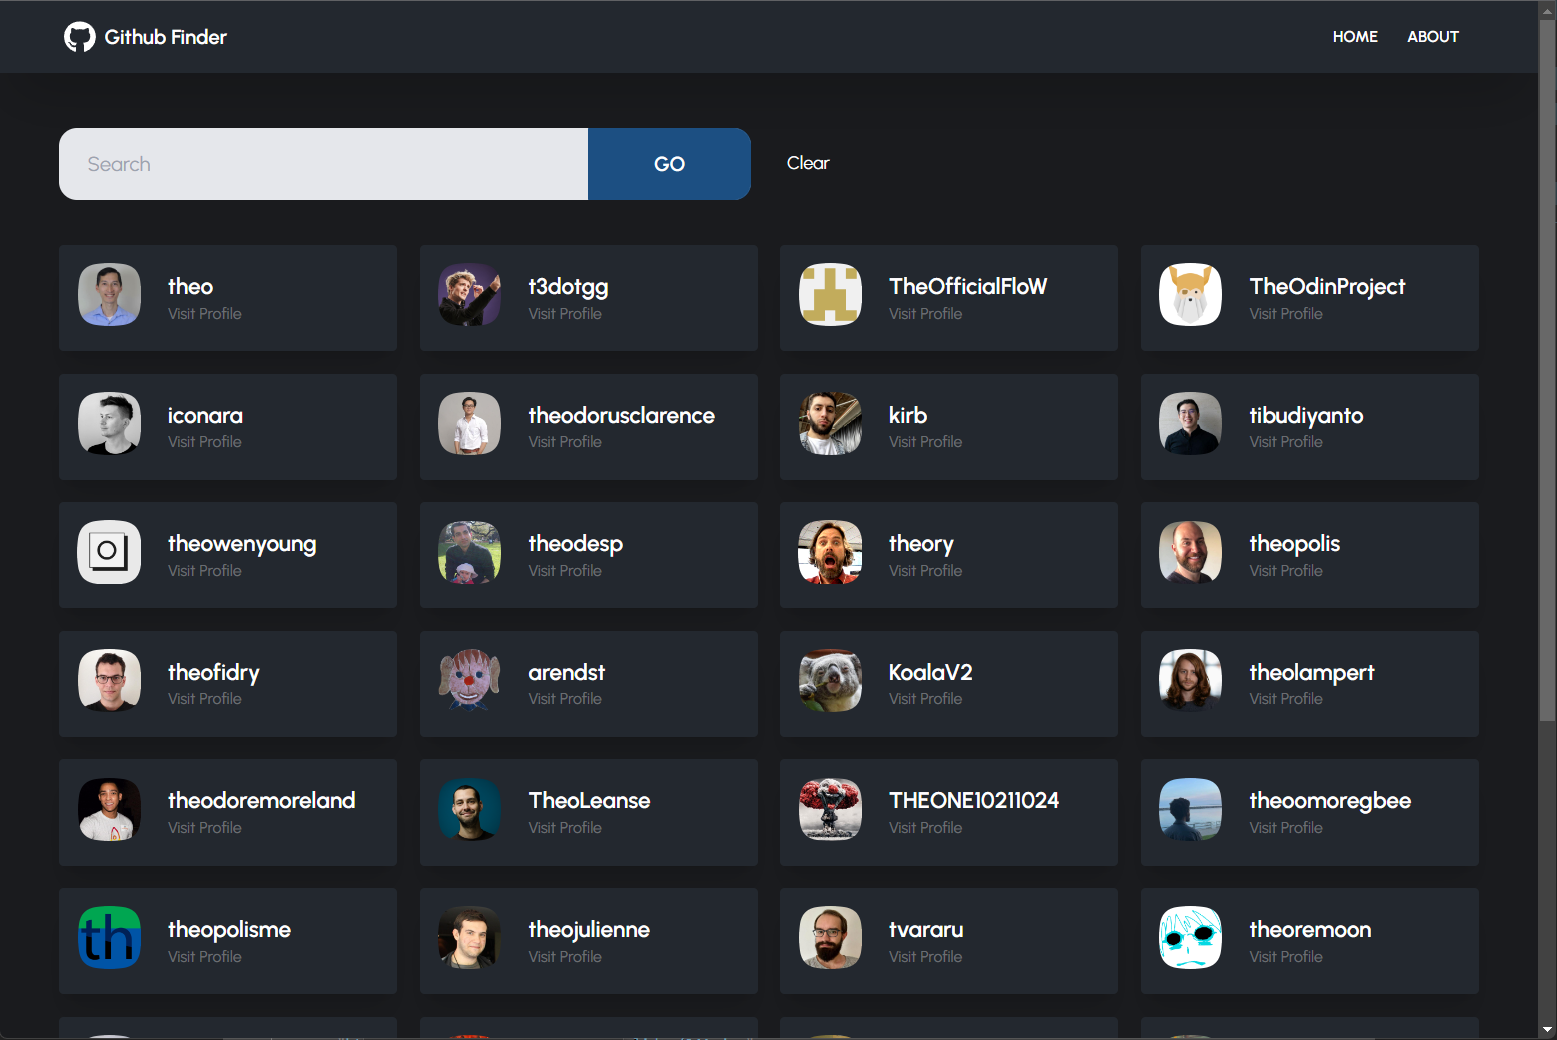 Github Finder
HOME ABOUT
Search GO Clear
theo t3dotgg TheOfficialFloW TheOdinProject
Visit Profile Visit Profile Visit Profile Visit Profile
iconara theodorusclarence kirb tibudiyanto
Visit Profile Visit Profile Visit Profile Visit Profile
theowenyoung theodesp theory theopolis
Visit Profile Visit Profile Visit Profile Visit Profile
theofidry arendst KoalaV2 theolampert
Visit Profile Visit Profile Visit Profile Visit Profile
theodoremoreland TheoLeanse THEONE10211024 theoomoregbee
Visit Profile Visit Profile Visit Profile Visit Profile
th theopolisme theojulienne tvararu theoremoon
Visit Profile Visit Profile Visit Profile Visit Profile